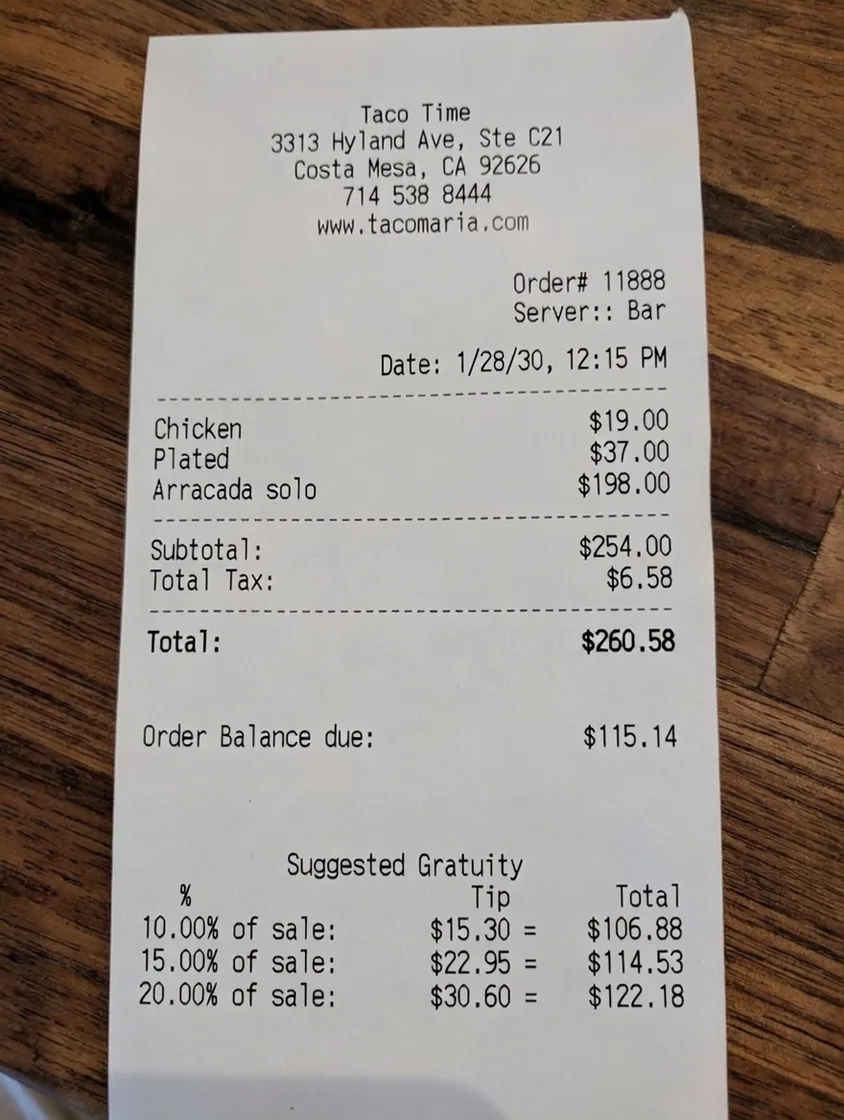 Taco Time
3313 Hyland Ave, Ste C21
Costa Mesa, CA 92626
714 538 8444
www.tacomaria.com
Order# 11888
Server:: Bar
Date: 1/28/30, 12:15 PM
Chicken $19.00
Plated $37.00
Arracada solo $198.00
Subtotal: $254.00
Total Tax: $6.58
Total: $260.58
Order Balance due: $115.14
Suggested Gratuity
% Tip Total
10.00% of sale: $15.30 = $106.88
15.00% of sale: $22.95 = $114.53
20.00% of sale: $30.60 = $122.18